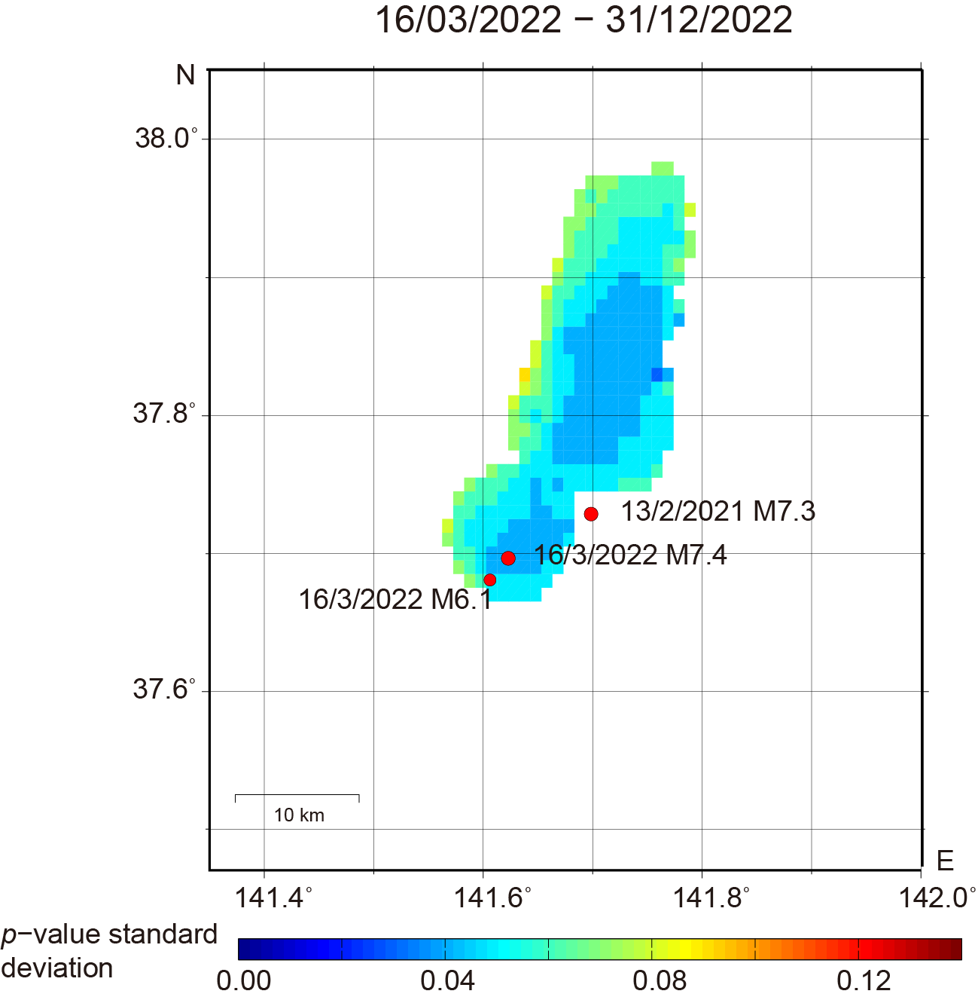 16/03/2022 − 31/12/2022
N
38.0°
37.8°
13/2/2021 M7.3
16/3/2022 M7.4
16/3/2022 M6.1
37.6°
10 km
E
141.4° 141.6° 141.8° 142.0°
p−value standard
deviation
0.00 0.04 0.08 0.12